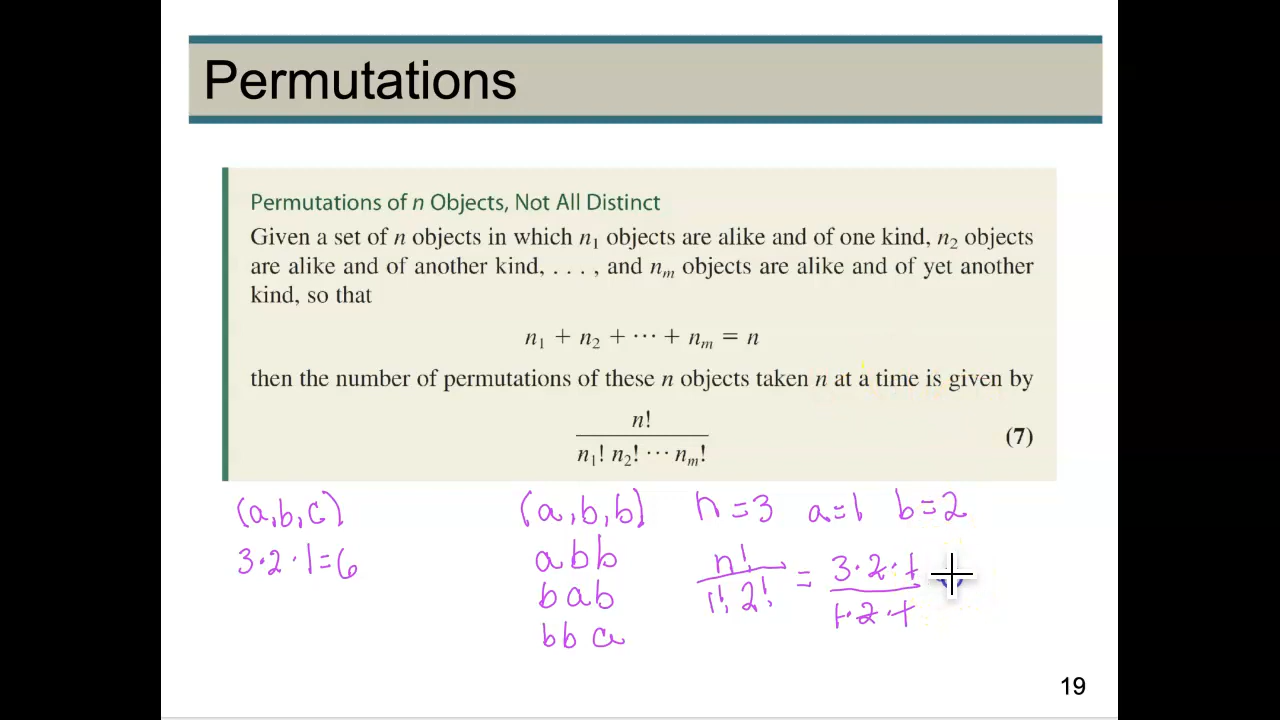 Permutations
Permutations of n Objects, Not All Distinct
Given a set of n objects in which n₁ objects are alike and of one kind, n₂ objects
are alike and of another kind, . . . , and nₘ objects are alike and of yet another
kind, so that
n₁ + n₂ + ⋯ + nₘ = n
then the number of permutations of these n objects taken n at a time is given by
n!
n₁! n₂! ⋯ nₘ!
(7)
(a,b,c)
3·2·1=6
(a,b,b)
abb
bab
bba
n=3 a=1 b=2
n! / 1! 2! = 3·2·1 / 1·2·1
19